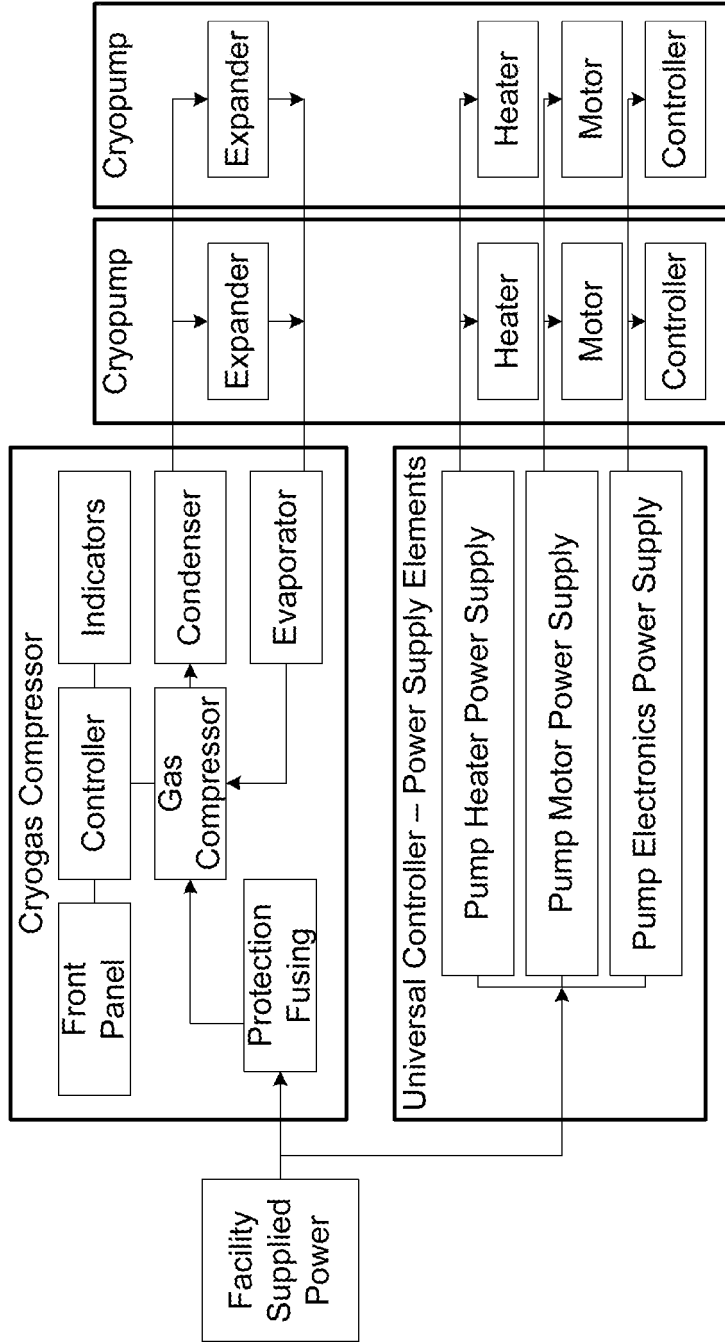 Facility
Supplied
Power
Cryogas Compressor
Front
Panel
Controller
Indicators
Gas
Compressor
Condenser
Protection
Fusing
Evaporator
Universal Controller – Power Supply Elements
Pump Heater Power Supply
Pump Motor Power Supply
Pump Electronics Power Supply
Cryopump
Expander
Heater
Motor
Controller
Cryopump
Expander
Heater
Motor
Controller